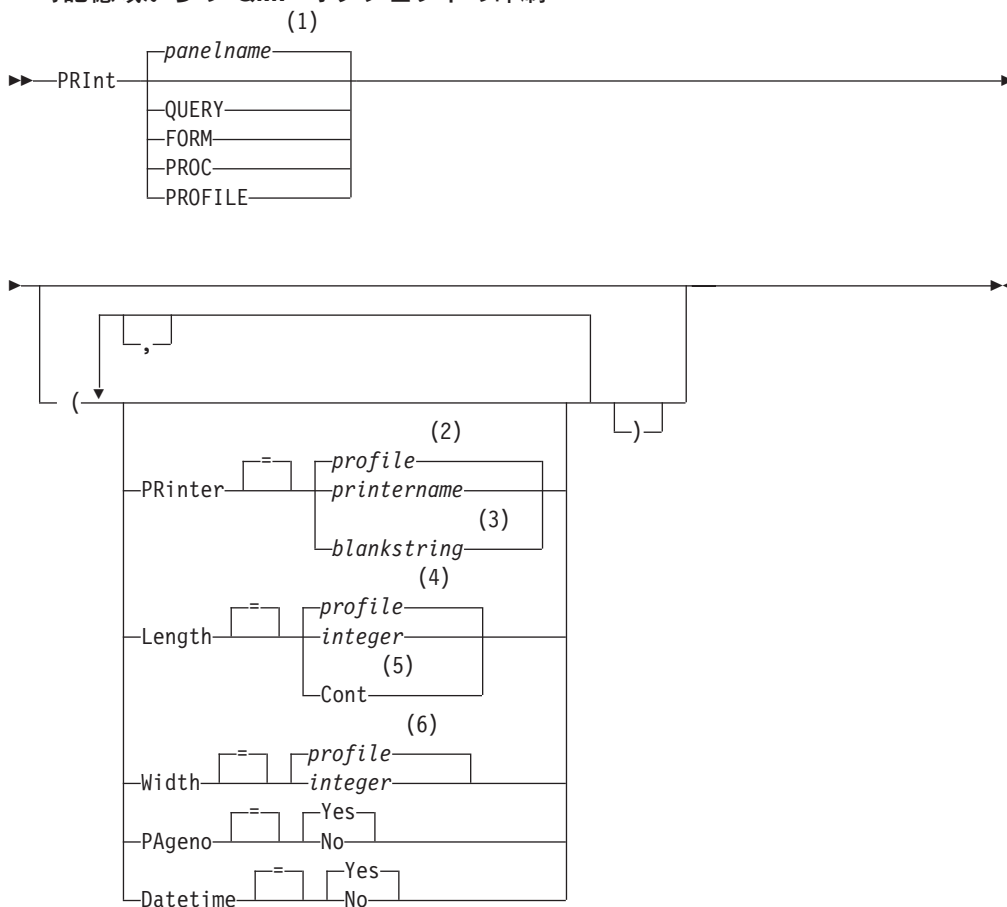 (1)
panelname
PRInt
QUERY
FORM
PROC
PROFILE
,
(
)
(2)
PRinter = profile
printername
(3)
blankstring
(4)
Length = profile
integer
(5)
Cont
(6)
Width = profile
integer
PAgeno = Yes
No
Datetime = Yes
No